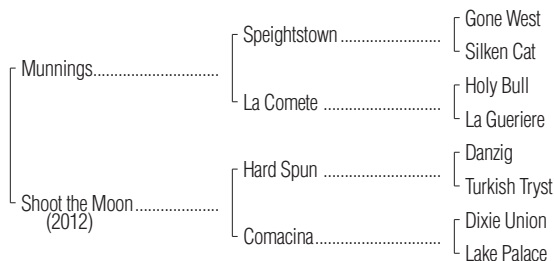 Gone West
Speightstown
Silken Cat
Munnings
Holy Bull
La Comete
La Gueriere
Danzig
Hard Spun
Turkish Tryst
Shoot the Moon
(2012)
Dixie Union
Comacina
Lake Palace